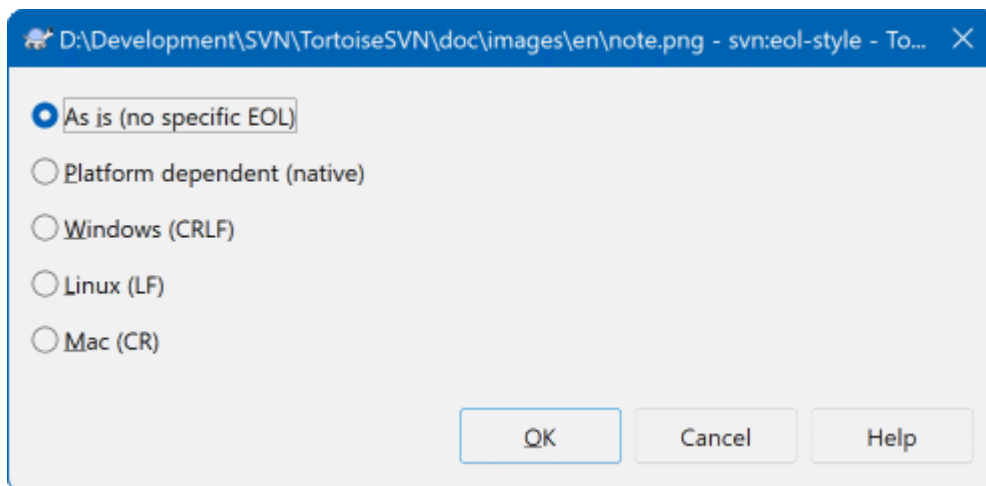 D:\Development\SVN\TortoiseSVN\doc\images\en\note.png - svn:eol-style - To...
As is (no specific EOL)
Platform dependent (native)
Windows (CRLF)
Linux (LF)
Mac (CR)
OK Cancel Help